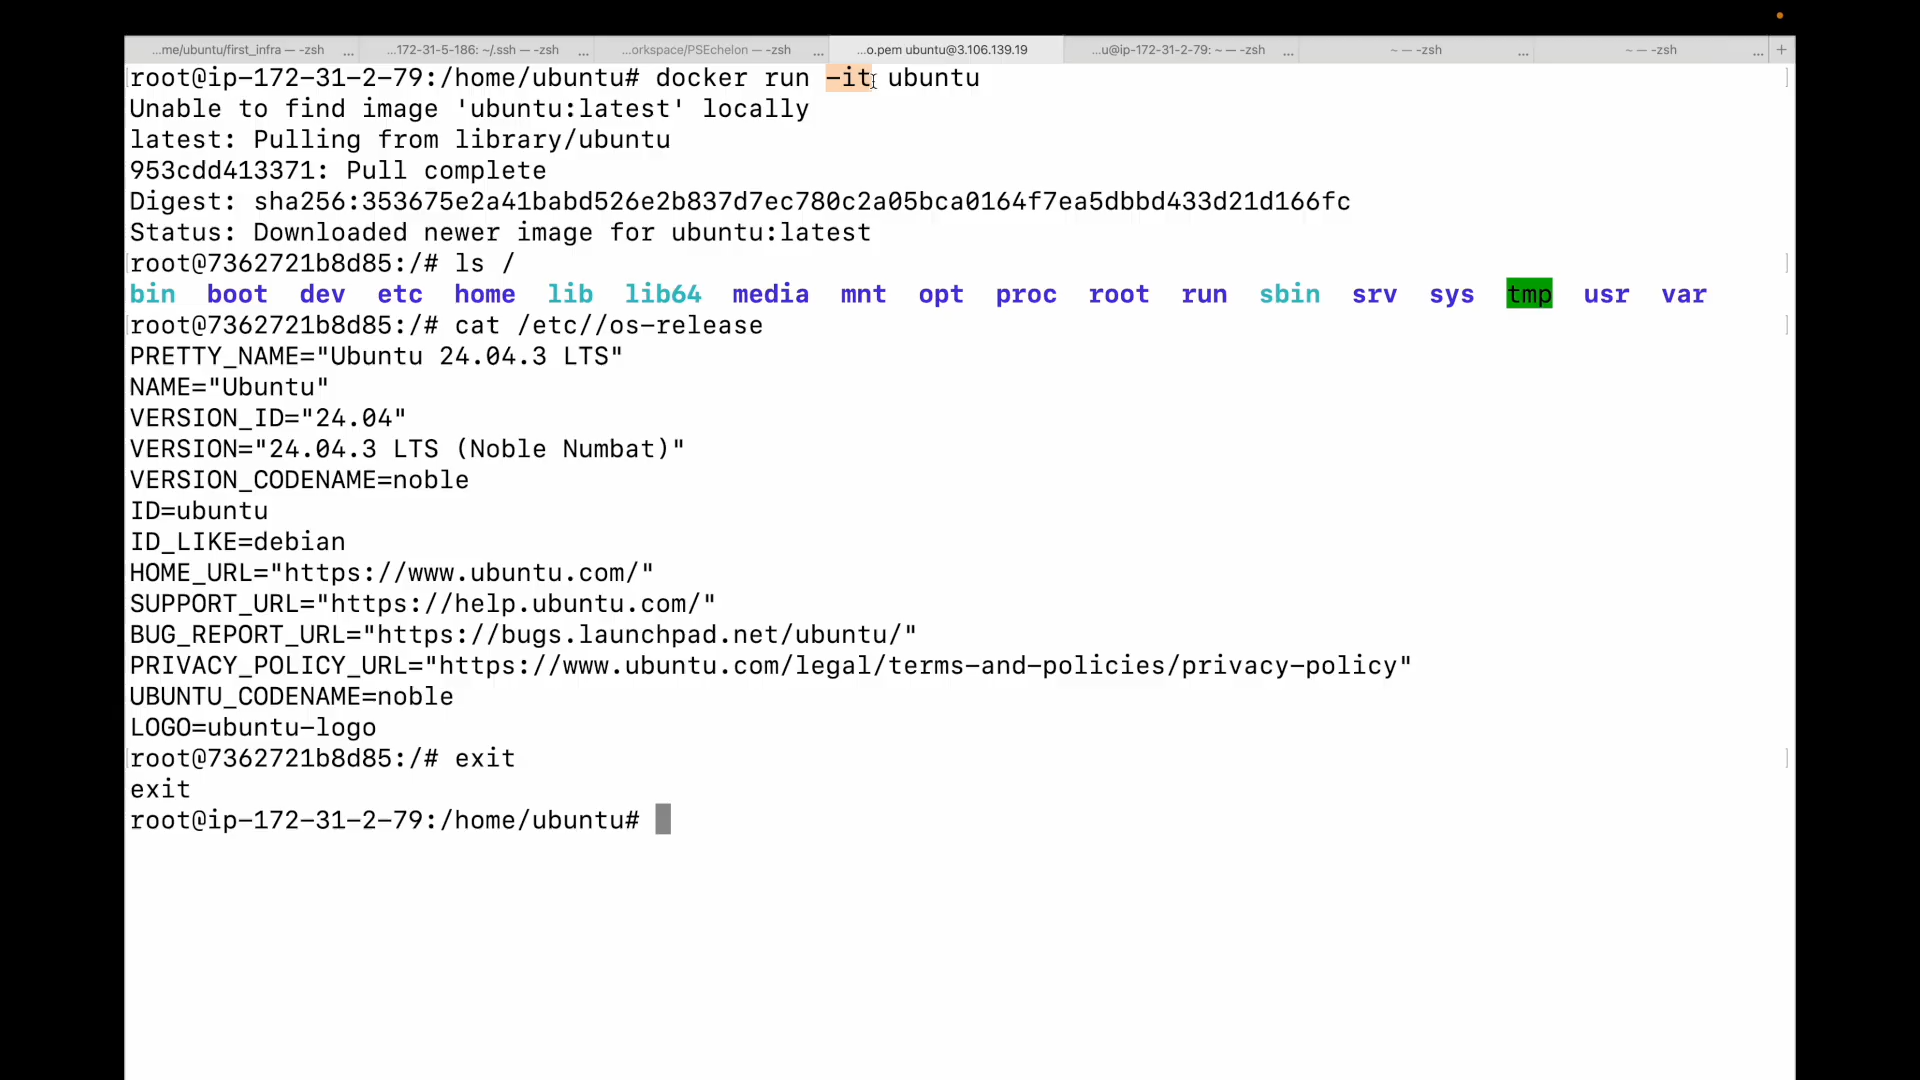 ...me/ubuntu/first_infra — -zsh ... ...172-31-5-186: ~/.ssh — -zsh ... ...orkspace/PSEchelon — -zsh ... ...o.pem ubuntu@3.106.139.19 ...u@ip-172-31-2-79: ~ — -zsh ... ~ — -zsh ... ~ — -zsh ... +
root@ip-172-31-2-79:/home/ubuntu# docker run -it ubuntu
Unable to find image 'ubuntu:latest' locally
latest: Pulling from library/ubuntu
953cdd413371: Pull complete
Digest: sha256:353675e2a41babd526e2b837d7ec780c2a05bca0164f7ea5dbbd433d21d166fc
Status: Downloaded newer image for ubuntu:latest
root@7362721b8d85:/# ls /
bin boot dev etc home lib lib64 media mnt opt proc root run sbin srv sys tmp usr var
root@7362721b8d85:/# cat /etc//os-release
PRETTY_NAME="Ubuntu 24.04.3 LTS"
NAME="Ubuntu"
VERSION_ID="24.04"
VERSION="24.04.3 LTS (Noble Numbat)"
VERSION_CODENAME=noble
ID=ubuntu
ID_LIKE=debian
HOME_URL="https://www.ubuntu.com/"
SUPPORT_URL="https://help.ubuntu.com/"
BUG_REPORT_URL="https://bugs.launchpad.net/ubuntu/"
PRIVACY_POLICY_URL="https://www.ubuntu.com/legal/terms-and-policies/privacy-policy"
UBUNTU_CODENAME=noble
LOGO=ubuntu-logo
root@7362721b8d85:/# exit
exit
root@ip-172-31-2-79:/home/ubuntu#